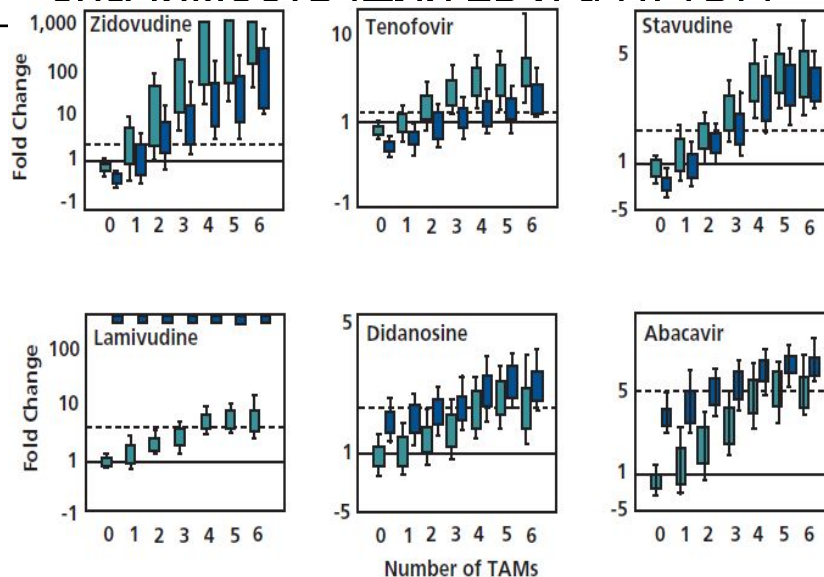 Zidovudine
Tenofovir
Stavudine
1,000
100
10
1
-1
Fold Change
0 1 2 3 4 5 6
10
1
-1
0 1 2 3 4 5 6
5
1
-5
0 1 2 3 4 5 6
Lamivudine
Didanosine
Abacavir
100
10
1
-1
Fold Change
0 1 2 3 4 5 6
5
1
-5
0 1 2 3 4 5 6
5
1
-5
0 1 2 3 4 5 6
Number of TAMs